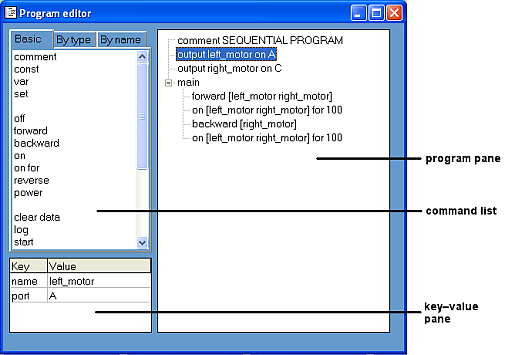 Program editor
Basic
By type
By name
comment
const
var
set
off
forward
backward
on
on for
reverse
power
clear data
log
start
Key Value
name left_motor
port A
comment SEQUENTIAL PROGRAM
output left_motor on A
output right_motor on C
main
forward [left_motor right_motor]
on [left_motor right_motor] for 100
backward [right_motor]
on [left_motor right_motor] for 100
program pane
command list
key–value
pane